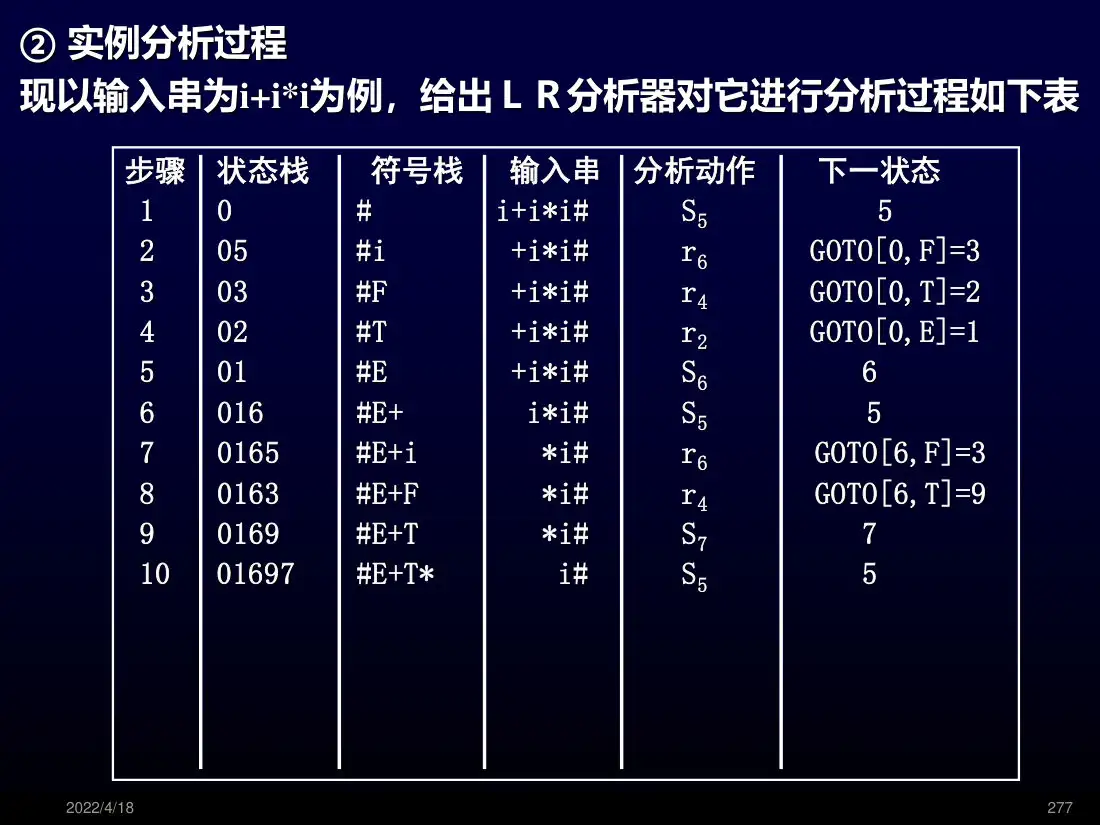 ② 实例分析过程
现以输入串为i+i*i为例，给出ＬＲ分析器对它进行分析过程如下表
步骤 状态栈 符号栈 输入串 分析动作 下一状态
1 0 # i+i*i# S5 5
2 05 #i +i*i# r6 GOTO[0,F]=3
3 03 #F +i*i# r4 GOTO[0,T]=2
4 02 #T +i*i# r2 GOTO[0,E]=1
5 01 #E +i*i# S6 6
6 016 #E+ i*i# S5 5
7 0165 #E+i *i# r6 GOTO[6,F]=3
8 0163 #E+F *i# r4 GOTO[6,T]=9
9 0169 #E+T *i# S7 7
10 01697 #E+T* i# S5 5
2022/4/18 277